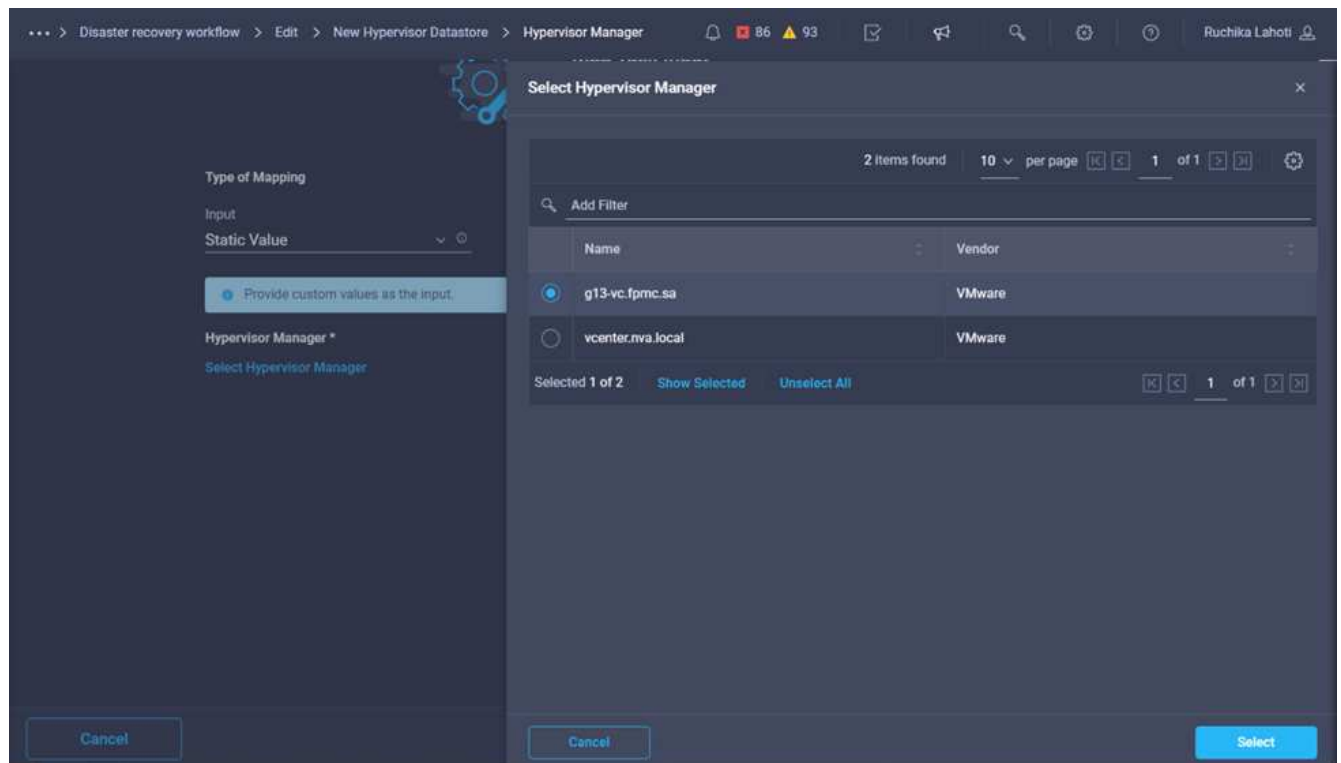 ••• > Disaster recovery workflow > Edit > New Hypervisor Datastore > Hypervisor Manager 86 93 Ruchika Lahoti
Select Hypervisor Manager
Type of Mapping
Input
Static Value
Provide custom values as the input.
Hypervisor Manager *
Select Hypervisor Manager
2 items found 10 per page 1 of 1
Add Filter
Name Vendor
g13-vc.fpmc.sa VMware
vcenter.nva.local VMware
Selected 1 of 2 Show Selected Unselect All 1 of 1
Cancel
Cancel Select